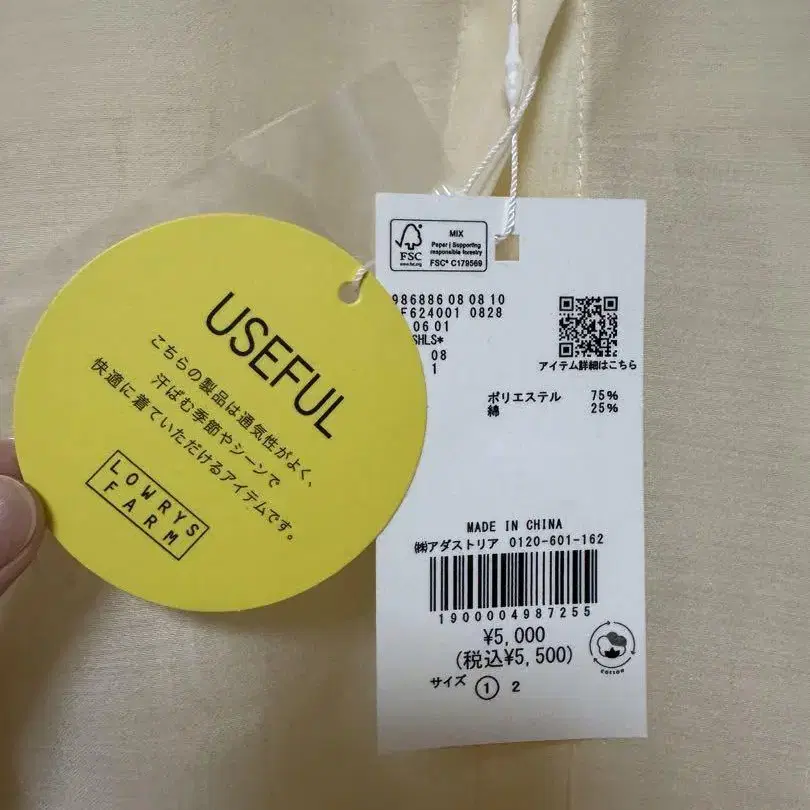 USEFUL
こちらの製品は通気性がよく、
汗ばむ季節やシーンで
快適に着ていただけるアイテムです。
LOWRYS
FARM
FSC
www.fsc.org
MIX
Paper | Supporting
responsible forestry
FSC® C179569
986886 08 08 10
F624001 0828
06 01
SHLS*
08
1
アイテム詳細はこちら
ポリエステル 75%
綿 25%
MADE IN CHINA
㈱アダストリア 0120-601-162
1900004987255
¥5,000
(税込¥5,500)
サイズ ① 2
COTTON